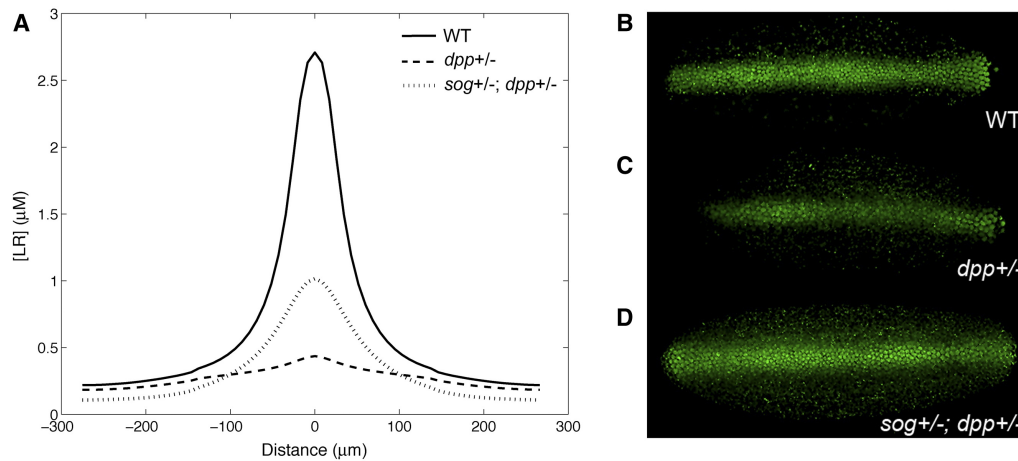 A
3
2.5
2
1.5
1
0.5
0
[LR] (μM)
−300
−200
−100
0
100
200
300
Distance (μm)
WT
dpp+/-
sog+/-; dpp+/-
B
WT
C
dpp+/-
D
sog+/-; dpp+/-